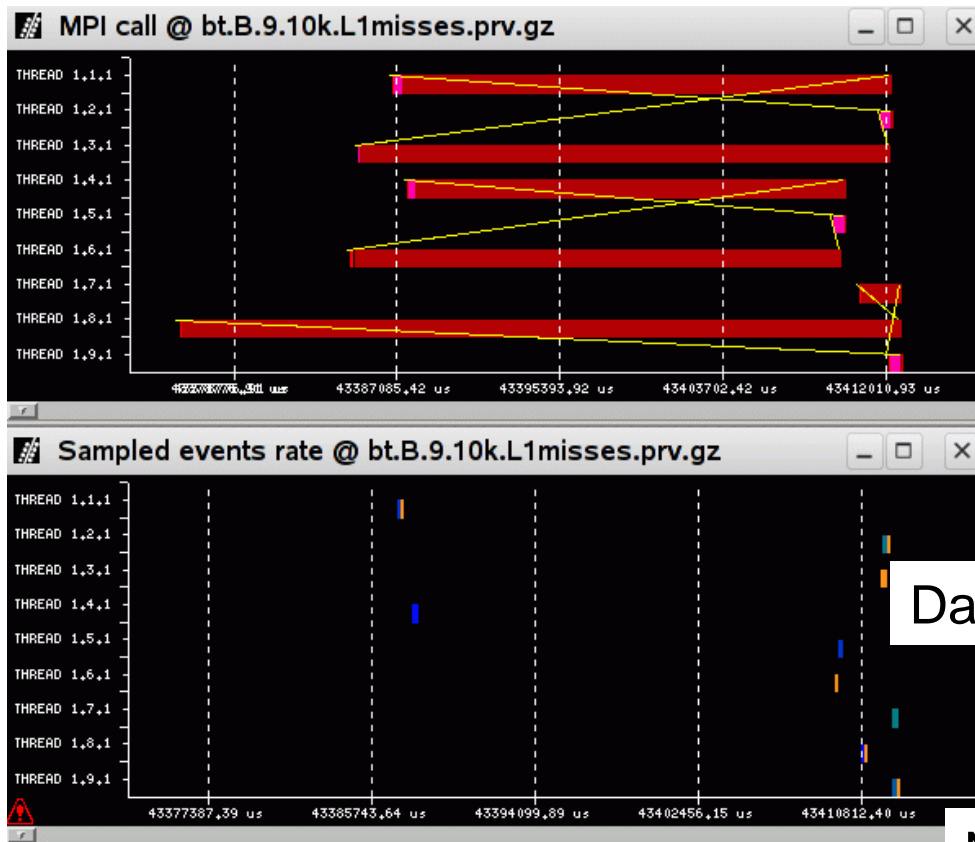 MPI call @ bt.B.9.10k.L1misses.prv.gz
THREAD 1.1.1
THREAD 1.2.1
THREAD 1.3.1
THREAD 1.4.1
THREAD 1.5.1
THREAD 1.6.1
THREAD 1.7.1
THREAD 1.8.1
THREAD 1.9.1
43387085,42 us 43395393,92 us 43403702,42 us 43412010,93 us
Sampled events rate @ bt.B.9.10k.L1misses.prv.gz
THREAD 1.1.1
THREAD 1.2.1
THREAD 1.3.1
THREAD 1.4.1
Da
THREAD 1.5.1
THREAD 1.6.1
THREAD 1.7.1
THREAD 1.8.1
THREAD 1.9.1
43377387,39 us 43385743,64 us 43394099,89 us 43402456,15 us 43410812,40 us